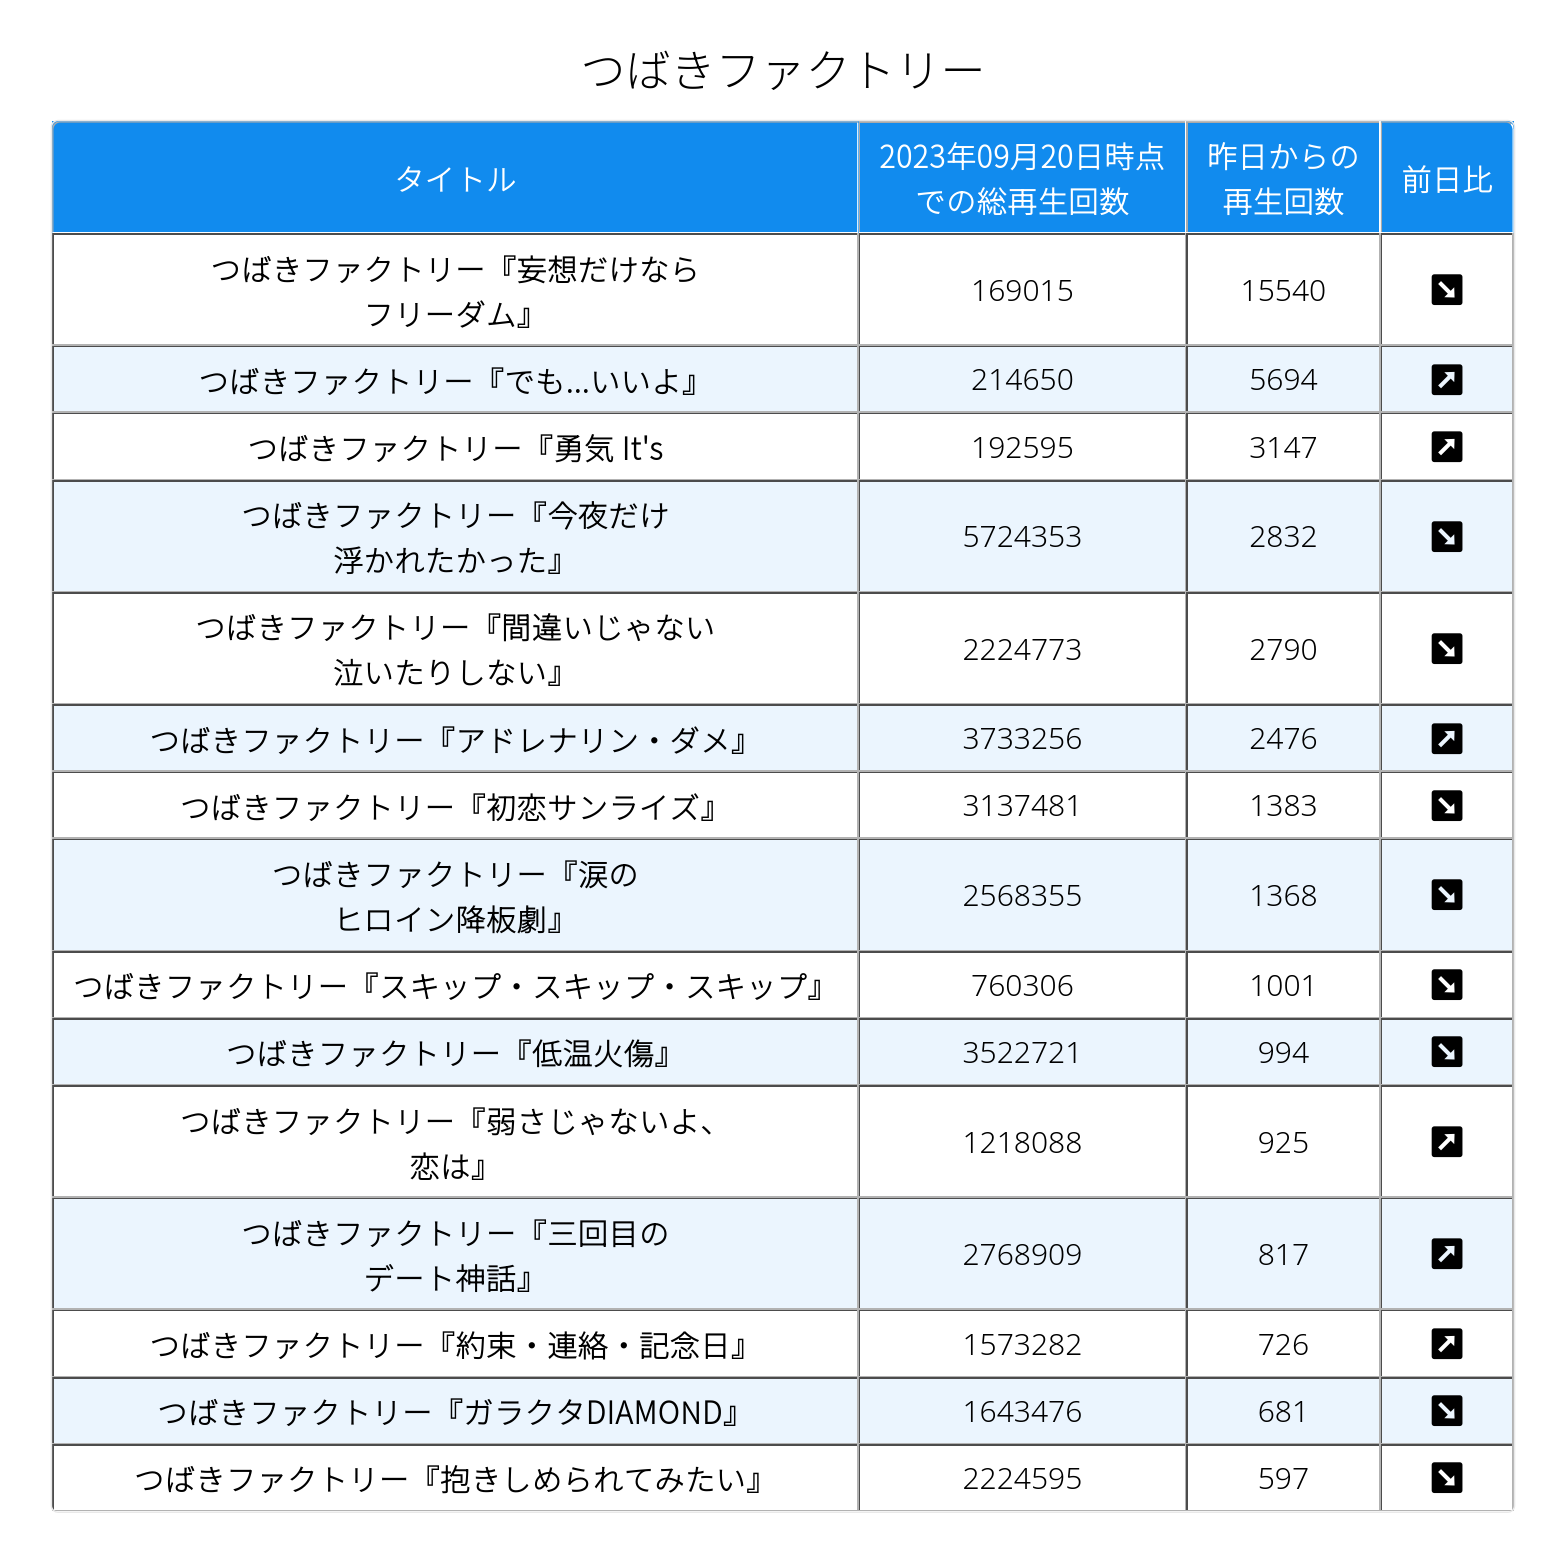 つばきファクトリー
タイトル
2023年09月20日時点
での総再生回数
昨日からの
再生回数
前日比
つばきファクトリー『妄想だけなら
フリーダム』
169015
15540
つばきファクトリー『でも...いいよ』
214650
5694
つばきファクトリー『勇気 It's
192595
3147
つばきファクトリー『今夜だけ
浮かれたかった』
5724353
2832
つばきファクトリー『間違いじゃない
泣いたりしない』
2224773
2790
つばきファクトリー『アドレナリン・ダメ』
3733256
2476
つばきファクトリー『初恋サンライズ』
3137481
1383
つばきファクトリー『涙の
ヒロイン降板劇』
2568355
1368
つばきファクトリー『スキップ・スキップ・スキップ』
760306
1001
つばきファクトリー『低温火傷』
3522721
994
つばきファクトリー『弱さじゃないよ、
恋は』
1218088
925
つばきファクトリー『三回目の
デート神話』
2768909
817
つばきファクトリー『約束・連絡・記念日』
1573282
726
つばきファクトリー『ガラクタDIAMOND』
1643476
681
つばきファクトリー『抱きしめられてみたい』
2224595
597